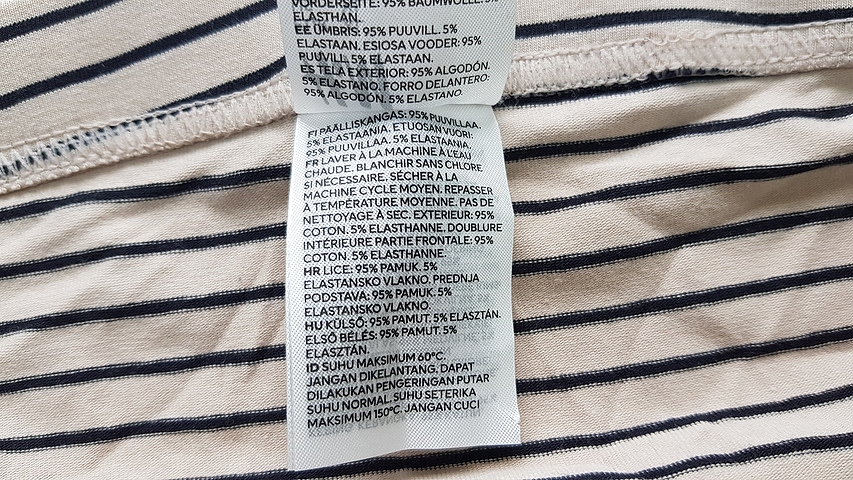 VORDERSEITE: 95% BAUMWOLLE. 5%
ELASTHAN.
EE ÜMBRIS: 95% PUUVILL. 5%
ELASTAAN. ESIOSA VOODER: 95%
PUUVILL. 5% ELASTAAN.
ES TELA EXTERIOR: 95% ALGODÓN.
5% ELASTANO. FORRO DELANTERO:
95% ALGODÓN. 5% ELASTANO.
FI PÄÄLLISKANGAS: 95% PUUVILLAA.
5% ELASTAANIA. ETUOSAN VUORI:
95% PUUVILLAA. 5% ELASTAANIA.
FR LAVER À LA MACHINE À L'EAU
CHAUDE. BLANCHIR SANS CHLORE
SI NÉCESSAIRE. SÉCHER À LA
MACHINE CYCLE MOYEN. REPASSER
À TEMPÉRATURE MOYENNE. PAS DE
NETTOYAGE À SEC. EXTERIEUR: 95%
COTON. 5% ELASTHANNE. DOUBLURE
INTÉRIEURE PARTIE FRONTALE: 95%
COTON. 5% ELASTHANNE.
HR LICE: 95% PAMUK. 5%
ELASTANSKO VLAKNO. PREDNJA
PODSTAVA: 95% PAMUK. 5%
ELASTANSKO VLAKNO.
HU KÜLSŐ: 95% PAMUT. 5% ELASZTÁN.
ELSŐ BÉLÉS: 95% PAMUT. 5%
ELASZTÁN.
ID SUHU MAKSIMUM 60°C.
JANGAN DIKELANTANG. DAPAT
DILAKUKAN PENGERINGAN PUTAR
SUHU NORMAL. SUHU SETERIKA
MAKSIMUM 150°C. JANGAN CUCI